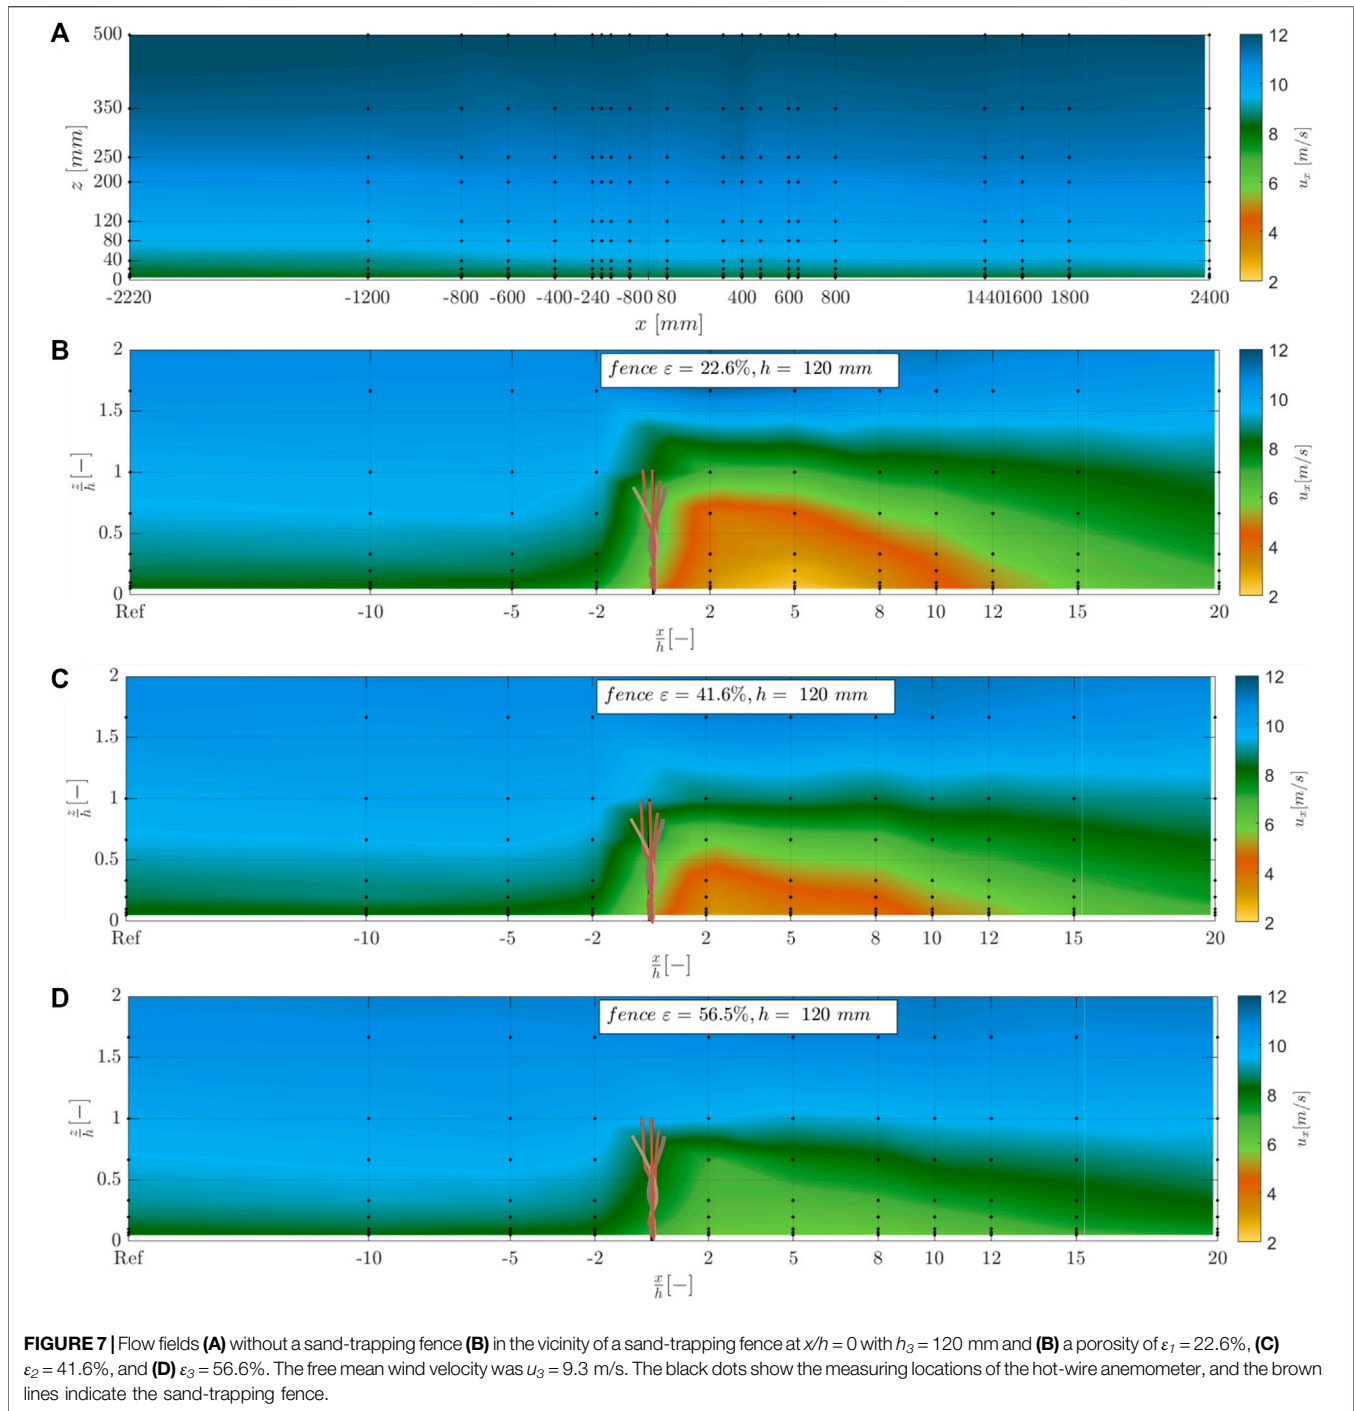 A
500
350
250
200
120
80
40
0
z [mm]
-2220 -1200 -800 -600 -400 -240 -80 0 80 400 600 800 1440 1600 1800 2400
x [mm]
12
10
8
6
4
2
u_x [m/s]
B
fence ε = 22.6%, h = 120 mm
2
1.5
1
0.5
0
z/h [−]
Ref -10 -5 -2 2 5 8 10 12 15 20
x/h [−]
12
10
8
6
4
2
u_x[m/s]
C
fence ε = 41.6%, h = 120 mm
2
1.5
1
0.5
0
z/h [−]
Ref -10 -5 -2 2 5 8 10 12 15 20
x/h [−]
12
10
8
6
4
2
u_x[m/s]
D
fence ε = 56.5%, h = 120 mm
2
1.5
1
0.5
0
z/h [−]
Ref -10 -5 -2 2 5 8 10 12 15 20
x/h [−]
12
10
8
6
4
2
u_x[m/s]
FIGURE 7 | Flow fields (A) without a sand-trapping fence (B) in the vicinity of a sand-trapping fence at x/h = 0 with h3 = 120 mm and (B) a porosity of ε1 = 22.6%, (C)
ε2 = 41.6%, and (D) ε3 = 56.6%. The free mean wind velocity was u3 = 9.3 m/s. The black dots show the measuring locations of the hot-wire anemometer, and the brown
lines indicate the sand-trapping fence.